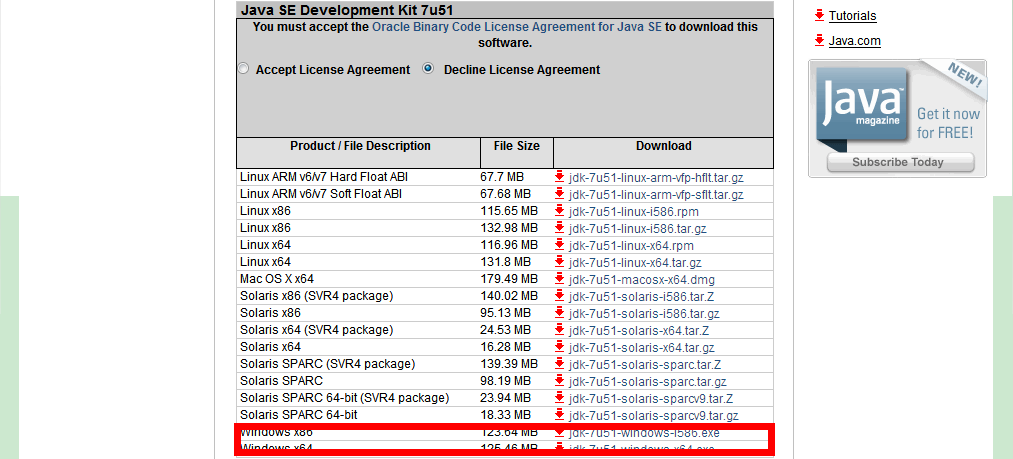 Java SE Development Kit 7u51
You must accept the Oracle Binary Code License Agreement for Java SE to download this
software.
Accept License Agreement Decline License Agreement
Product / File Description File Size Download
Linux ARM v6/v7 Hard Float ABI 67.7 MB jdk-7u51-linux-arm-vfp-hflt.tar.gz
Linux ARM v6/v7 Soft Float ABI 67.68 MB jdk-7u51-linux-arm-vfp-sflt.tar.gz
Linux x86 115.65 MB jdk-7u51-linux-i586.rpm
Linux x86 132.98 MB jdk-7u51-linux-i586.tar.gz
Linux x64 116.96 MB jdk-7u51-linux-x64.rpm
Linux x64 131.8 MB jdk-7u51-linux-x64.tar.gz
Mac OS X x64 179.49 MB jdk-7u51-macosx-x64.dmg
Solaris x86 (SVR4 package) 140.02 MB jdk-7u51-solaris-i586.tar.Z
Solaris x86 95.13 MB jdk-7u51-solaris-i586.tar.gz
Solaris x64 (SVR4 package) 24.53 MB jdk-7u51-solaris-x64.tar.Z
Solaris x64 16.28 MB jdk-7u51-solaris-x64.tar.gz
Solaris SPARC (SVR4 package) 139.39 MB jdk-7u51-solaris-sparc.tar.Z
Solaris SPARC 98.19 MB jdk-7u51-solaris-sparc.tar.gz
Solaris SPARC 64-bit (SVR4 package) 23.94 MB jdk-7u51-solaris-sparcv9.tar.Z
Solaris SPARC 64-bit 18.33 MB jdk-7u51-solaris-sparcv9.tar.gz
Windows x86 123.64 MB jdk-7u51-windows-i586.exe
Windows x64 125.46 MB jdk-7u51-windows-x64.exe
Tutorials
Java.com
NEW!
Java
magazine
Get it now
for FREE!
Subscribe Today